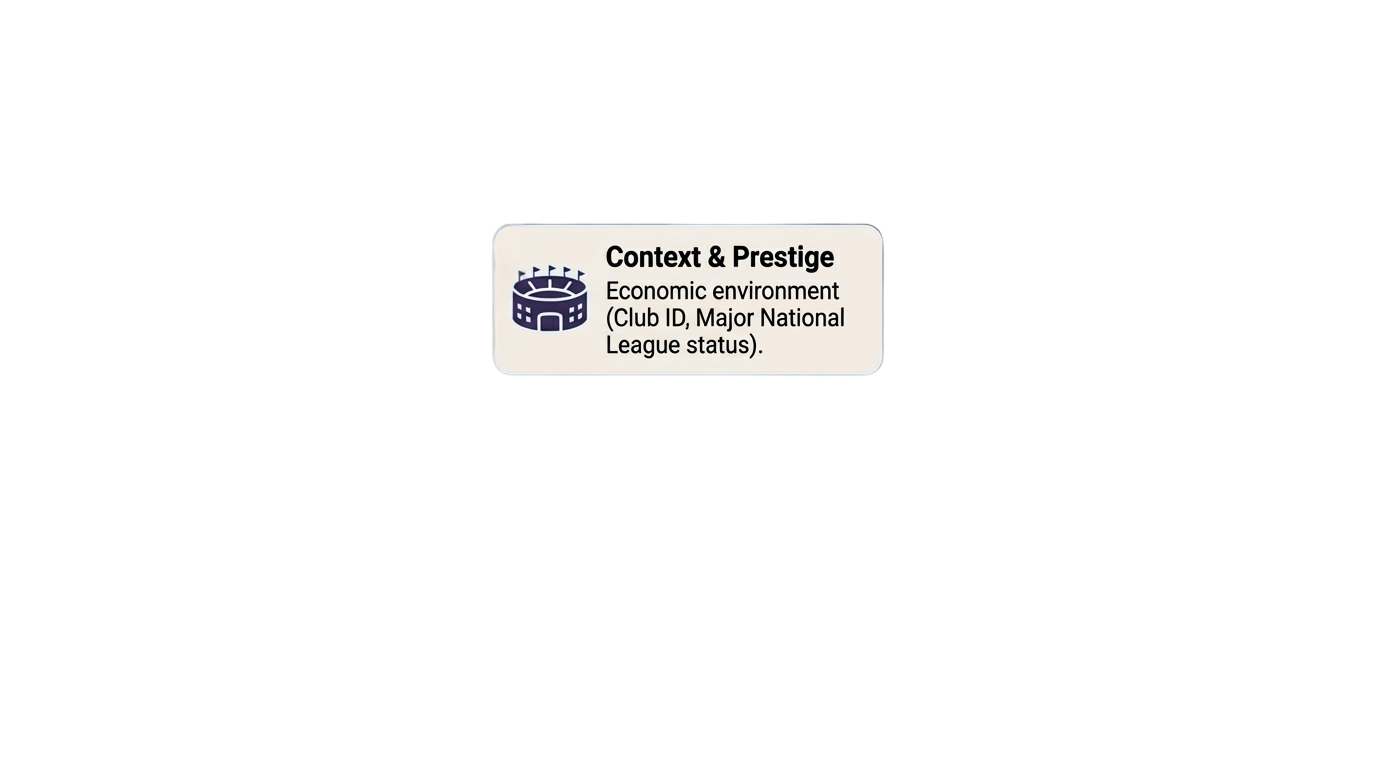 Context & Prestige
Economic environment
(Club ID, Major National
League status).